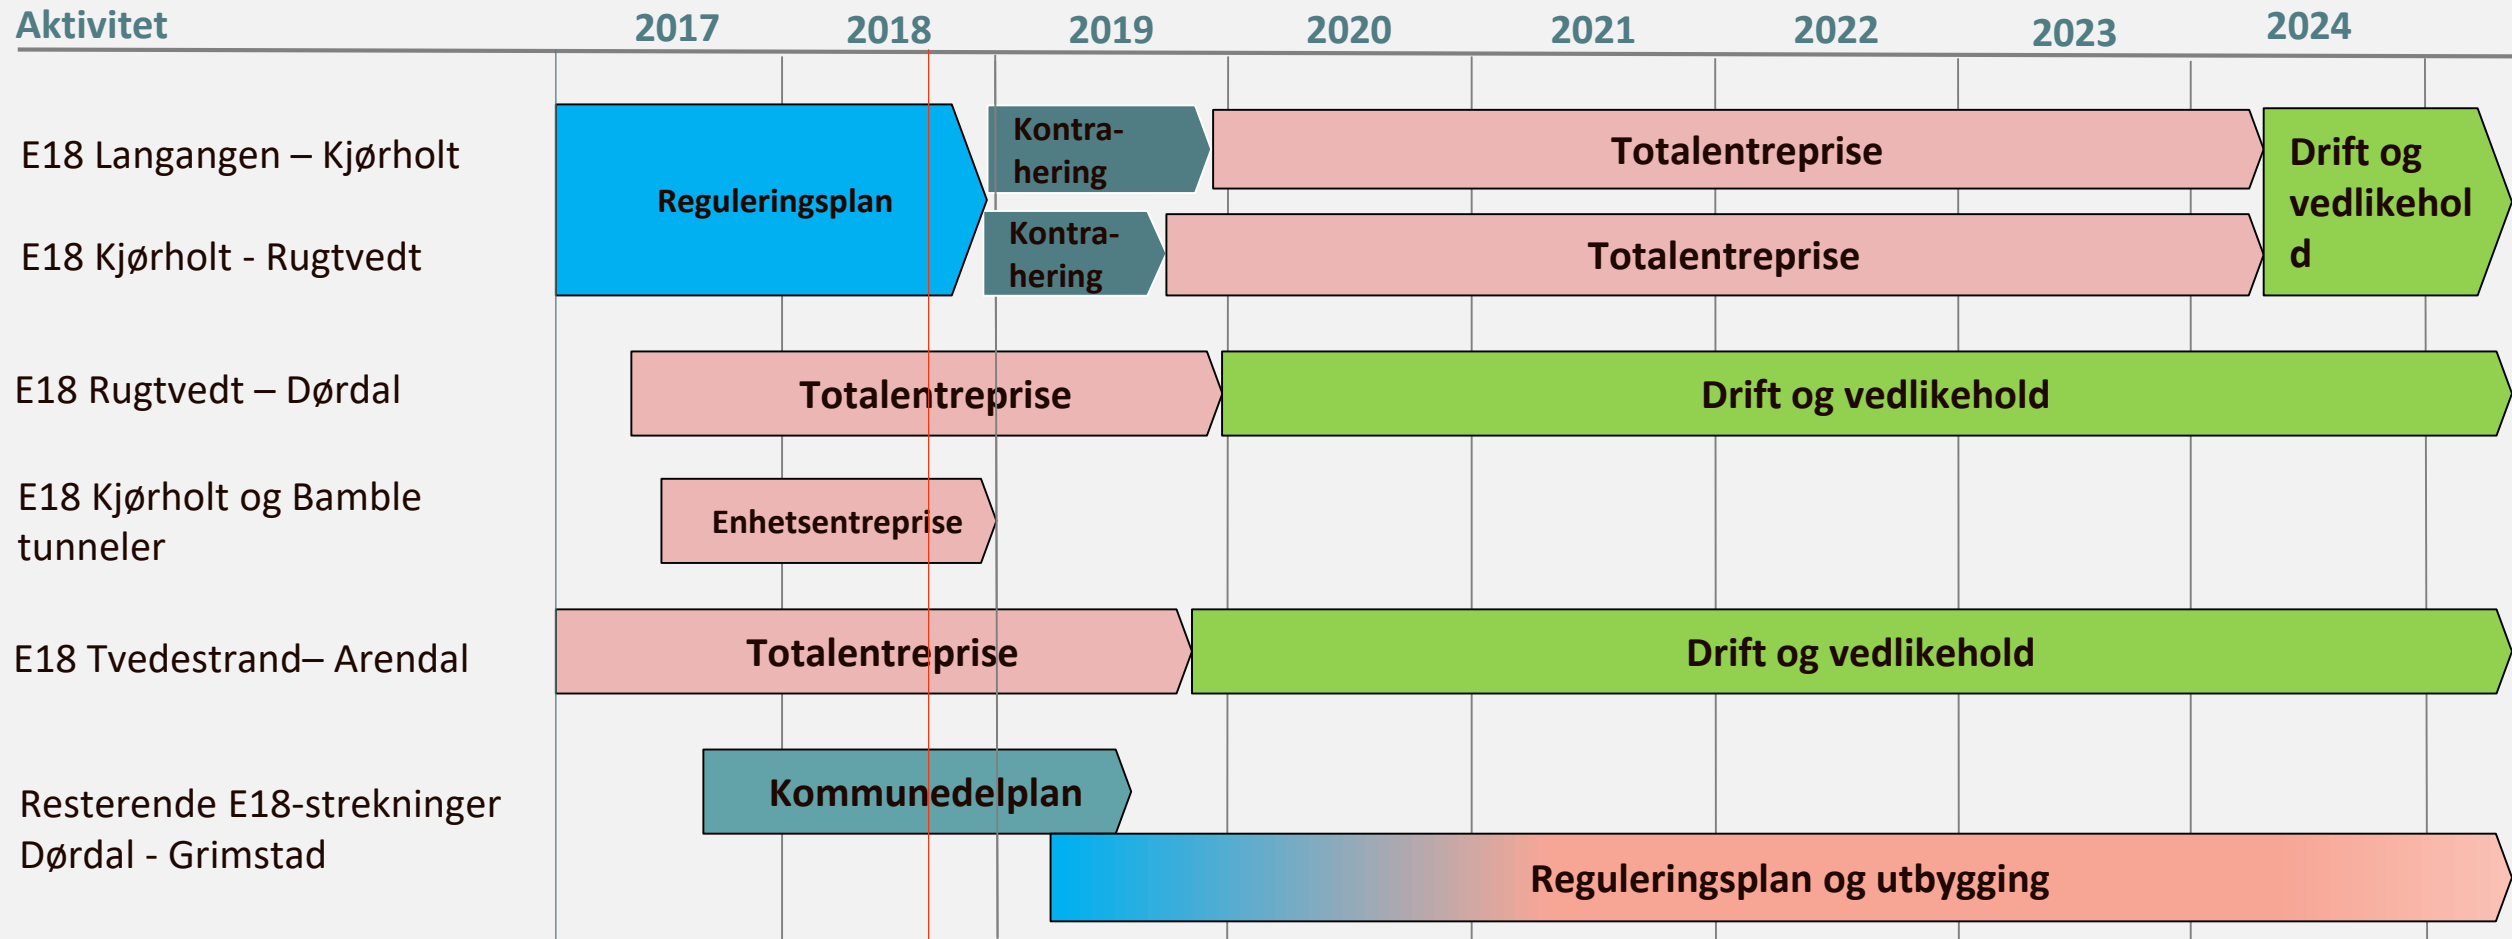 Aktivitet 2017 2018 2019 2020 2021 2022 2023 2024
E18 Langangen – Kjørholt
Reguleringsplan
Kontra-
hering
Totalentreprise
Drift og
vedlikehol
d
E18 Kjørholt - Rugtvedt
Kontra-
hering
Totalentreprise
E18 Rugtvedt – Dørdal
Totalentreprise
Drift og vedlikehold
E18 Kjørholt og Bamble
tunneler
Enhetsentreprise
E18 Tvedestrand– Arendal
Totalentreprise
Drift og vedlikehold
Resterende E18-strekninger
Dørdal - Grimstad
Kommunedelplan
Reguleringsplan og utbygging